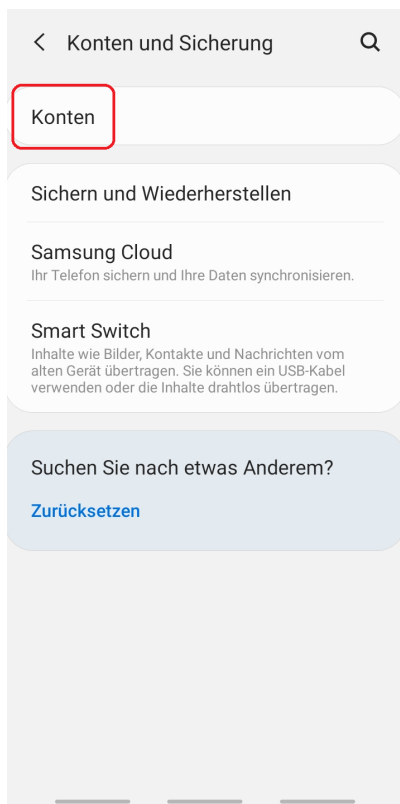 Konten und Sicherung
Konten
Sichern und Wiederherstellen
Samsung Cloud
Ihr Telefon sichern und Ihre Daten synchronisieren.
Smart Switch
Inhalte wie Bilder, Kontakte und Nachrichten vom
alten Gerät übertragen. Sie können ein USB-Kabel
verwenden oder die Inhalte drahtlos übertragen.
Suchen Sie nach etwas Anderem?
Zurücksetzen